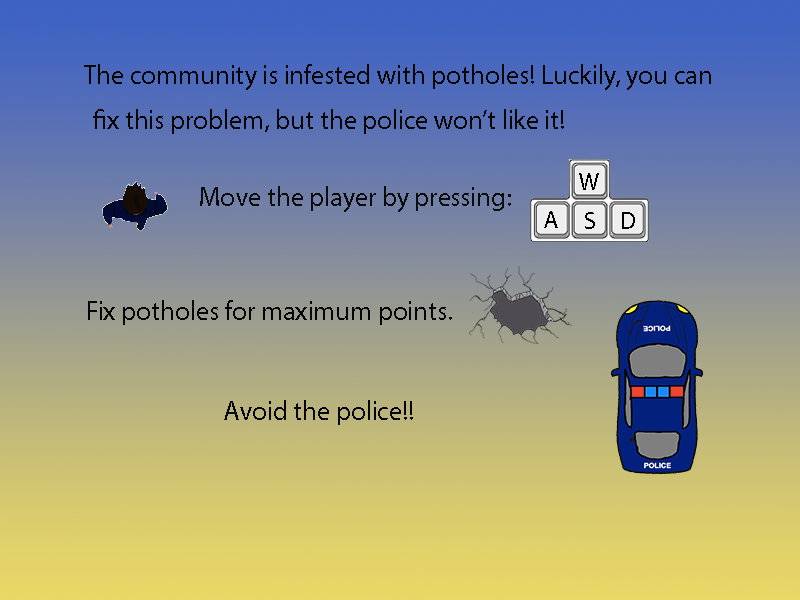 The community is infested with potholes! Luckily, you can
fix this problem, but the police won't like it!
Move the player by pressing:
W
A S D
Fix potholes for maximum points.
POLICE
Avoid the police!!
POLICE